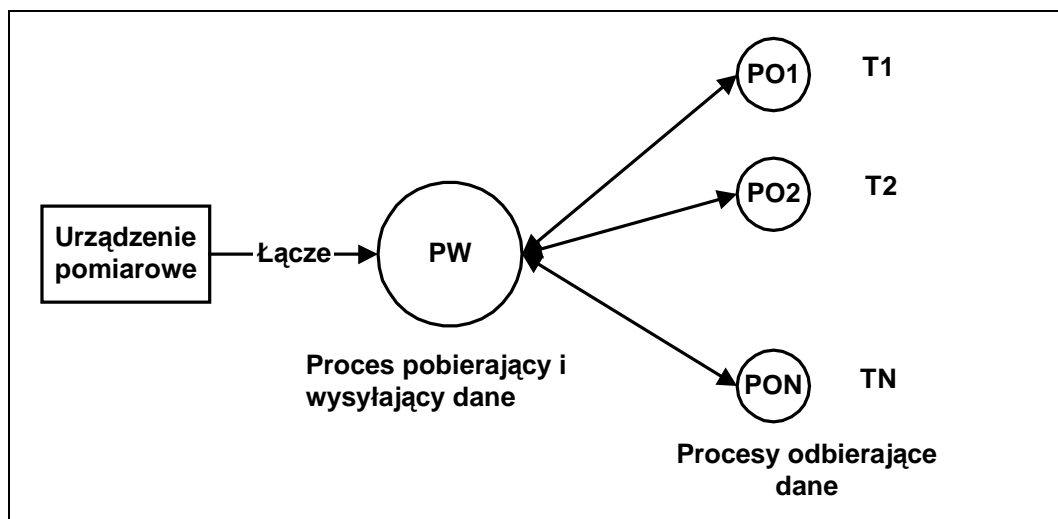 PO1
T1
PO2
T2
Urządzenie
pomiarowe
Łącze
PW
Proces pobierający i
wysyłający dane
PON
TN
Procesy odbierające
dane